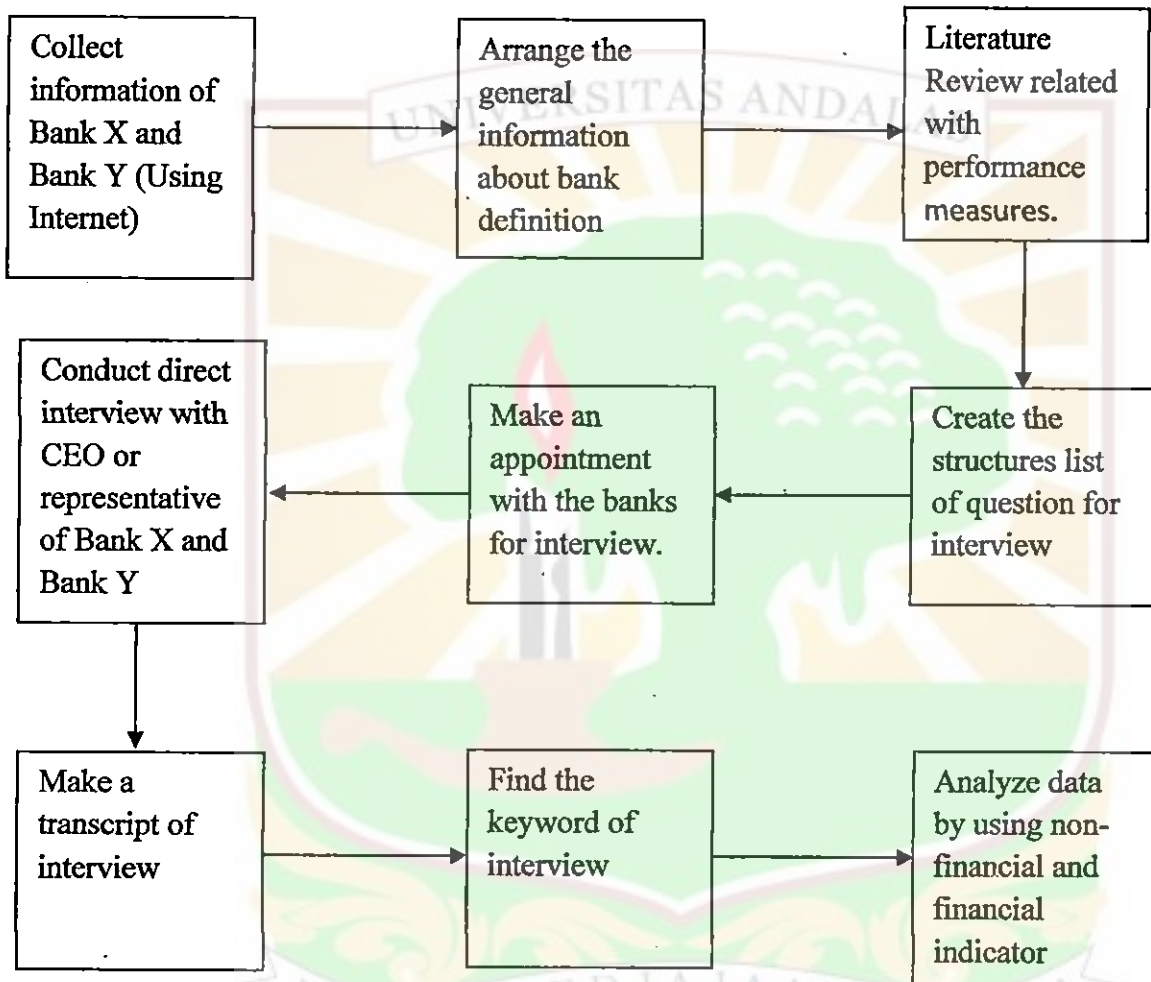 Collect
information of
Bank X and
Bank Y (Using
Internet)
Arrange the
general
information
about bank
definition
Literature
Review related
with
performance
measures.
Create the
structures list
of question for
interview
Make an
appointment
with the banks
for interview.
Conduct direct
interview with
CEO or
representative
of Bank X and
Bank Y
Make a
transcript of
interview
Find the
keyword of
interview
Analyze data
by using non-
financial and
financial
indicator
UNIVERSITAS ANDALAS